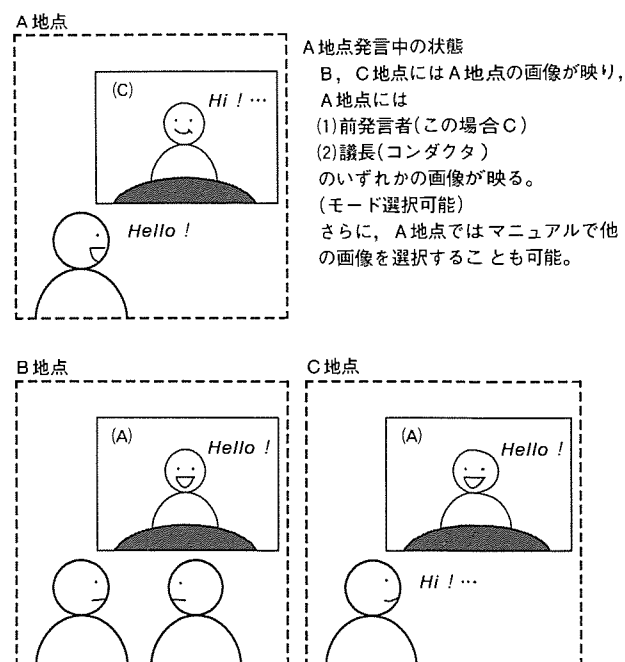 A地点
(C)
Hi ! …
Hello !
A地点発言中の状態
B，C地点にはA地点の画像が映り，
A地点には
(1)前発言者(この場合C)
(2)議長(コンダクタ)
のいずれかの画像が映る。
(モード選択可能)
さらに，A地点ではマニュアルで他
の画像を選択することも可能。
B地点
(A)
Hello !
C地点
(A)
Hello !
Hi ! …